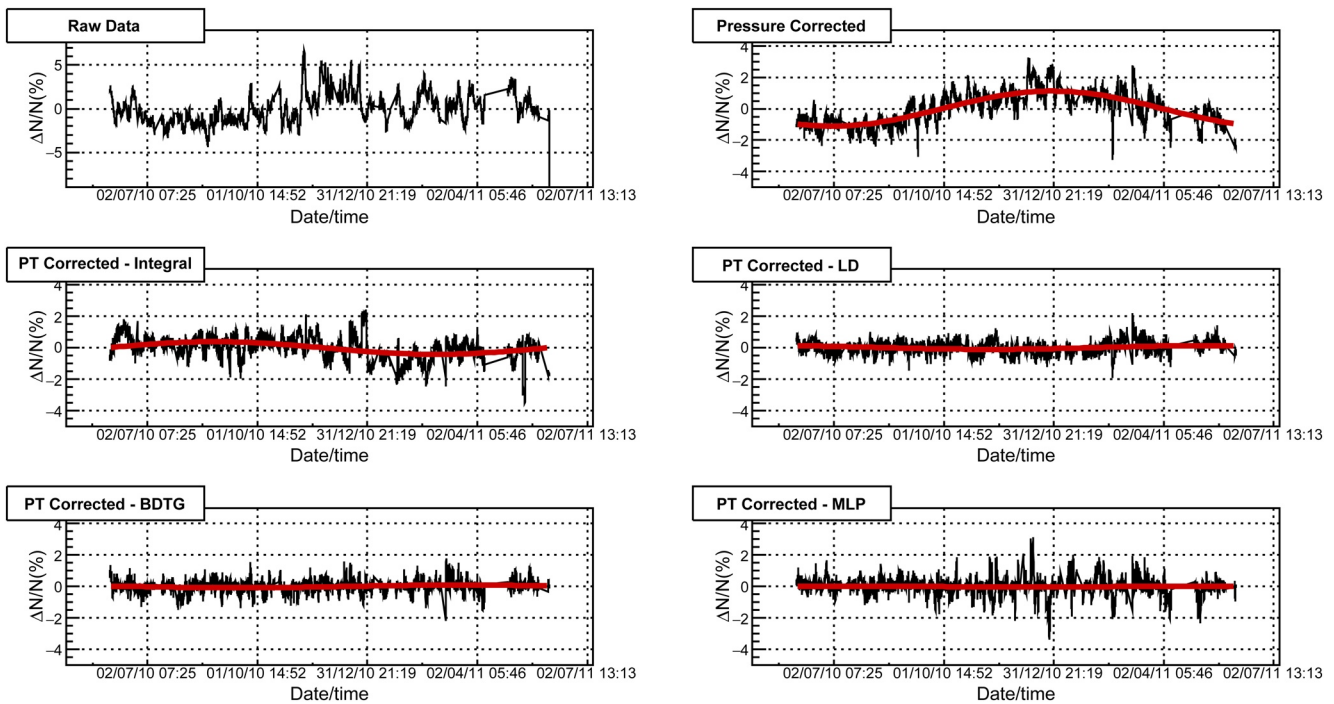 Raw Data
ΔN/N(%)
5
0
−5
02/07/10 07:25 01/10/10 14:52 31/12/10 21:19 02/04/11 05:46 02/07/11 13:13
Date/time
Pressure Corrected
ΔN/N(%)
4
2
0
−2
−4
02/07/10 07:25 01/10/10 14:52 31/12/10 21:19 02/04/11 05:46 02/07/11 13:13
Date/time
PT Corrected - Integral
ΔN/N(%)
4
2
0
−2
−4
02/07/10 07:25 01/10/10 14:52 31/12/10 21:19 02/04/11 05:46 02/07/11 13:13
Date/time
PT Corrected - LD
ΔN/N(%)
4
2
0
−2
−4
02/07/10 07:25 01/10/10 14:52 31/12/10 21:19 02/04/11 05:46 02/07/11 13:13
Date/time
PT Corrected - BDTG
ΔN/N(%)
4
2
0
−2
−4
02/07/10 07:25 01/10/10 14:52 31/12/10 21:19 02/04/11 05:46 02/07/11 13:13
Date/time
PT Corrected - MLP
ΔN/N(%)
4
2
0
−2
−4
02/07/10 07:25 01/10/10 14:52 31/12/10 21:19 02/04/11 05:46 02/07/11 13:13
Date/time